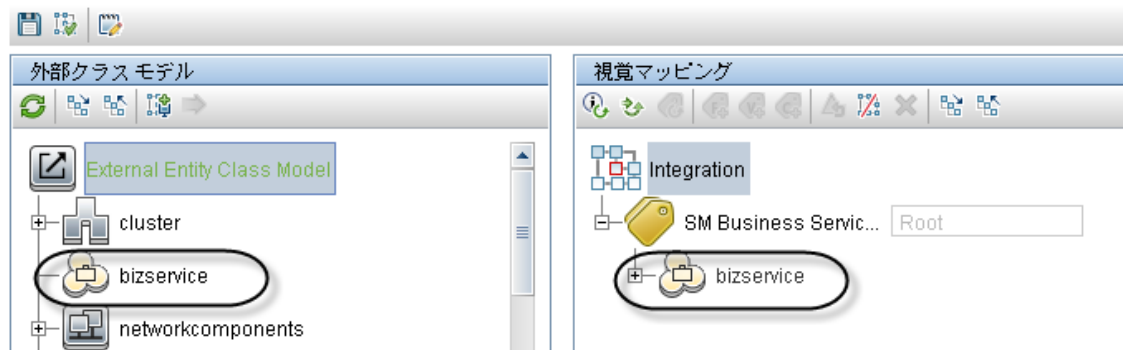 外部クラス モデル
視覚マッピング
External Entity Class Model
Integration
cluster
SM Business Servic... Root
bizservice
bizservice
networkcomponents